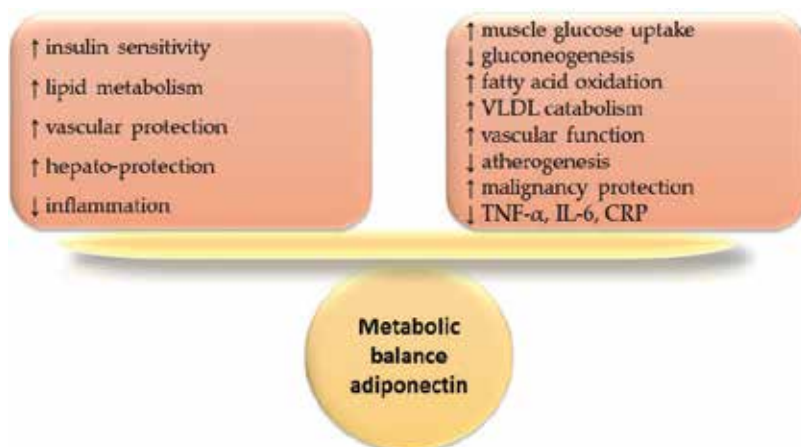 ↑ insulin sensitivity
↑ lipid metabolism
↑ vascular protection
↑ hepato-protection
↓ inflammation
↑ muscle glucose uptake
↓ gluconeogenesis
↑ fatty acid oxidation
↑ VLDL catabolism
↑ vascular function
↓ atherogenesis
↑ malignancy protection
↓ TNF-α, IL-6, CRP
Metabolic
balance
adiponectin